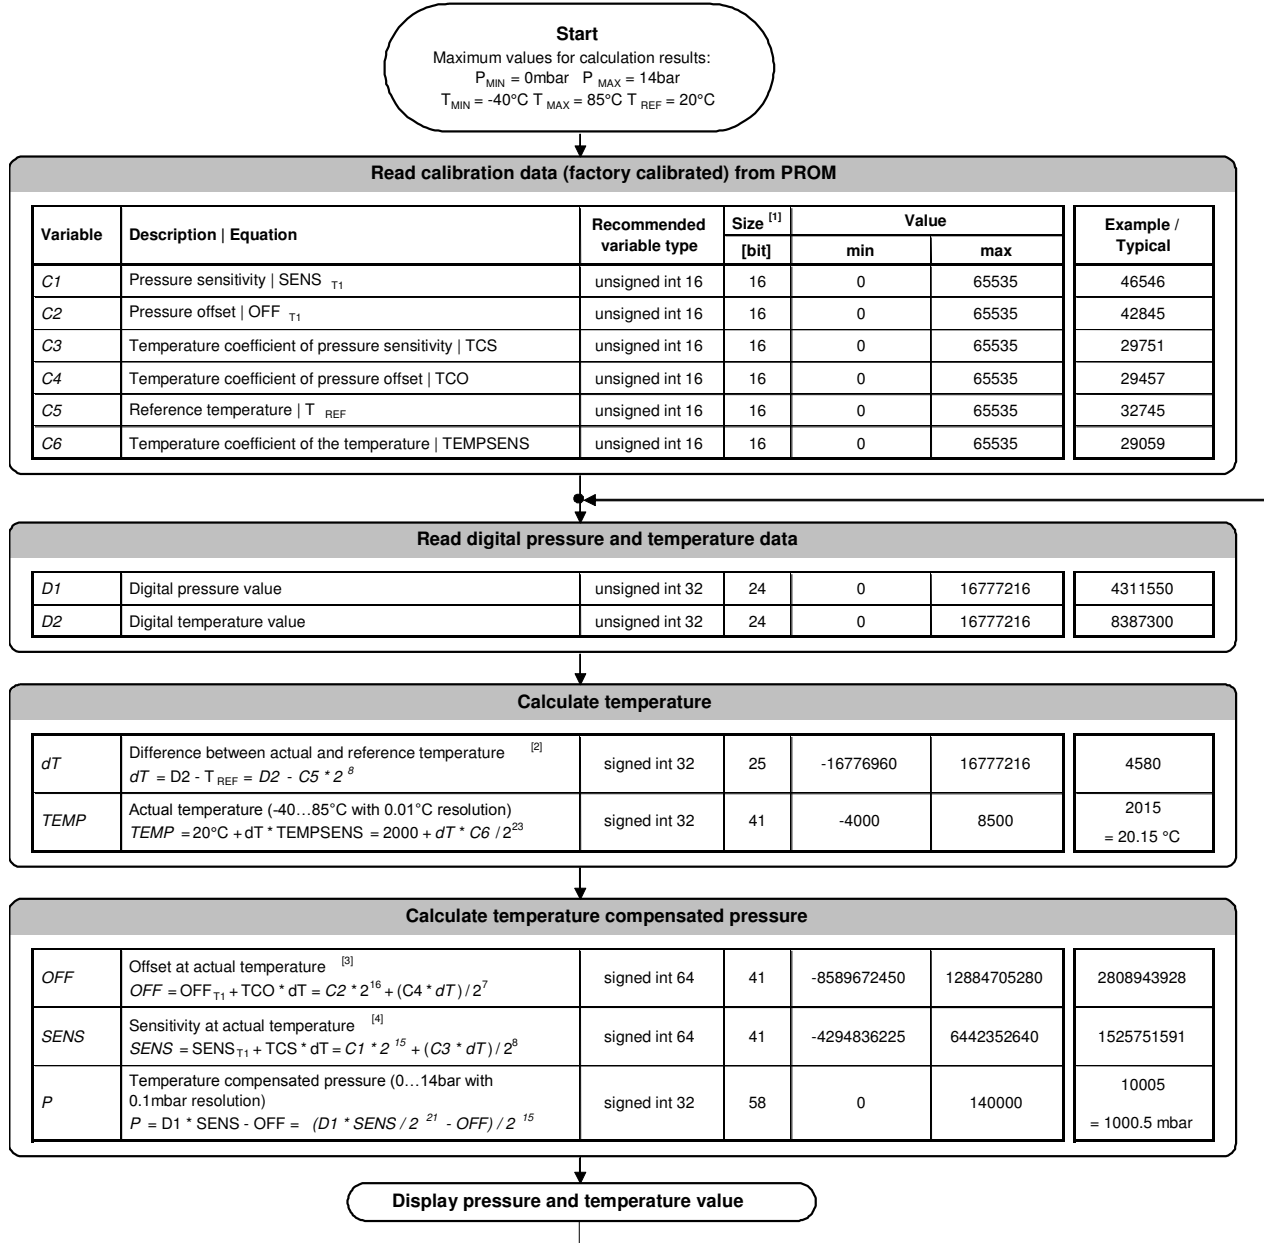 Start
Maximum values for calculation results:
P MIN = 0mbar P MAX = 14bar
T MIN = -40°C T MAX = 85°C T REF = 20°C
Read calibration data (factory calibrated) from PROM
Variable Description | Equation Recommended variable type Size [1] [bit] Value min max Example / Typical
C1 Pressure sensitivity | SENS T1 unsigned int 16 16 0 65535 46546
C2 Pressure offset | OFF T1 unsigned int 16 16 0 65535 42845
C3 Temperature coefficient of pressure sensitivity | TCS unsigned int 16 16 0 65535 29751
C4 Temperature coefficient of pressure offset | TCO unsigned int 16 16 0 65535 29457
C5 Reference temperature | T REF unsigned int 16 16 0 65535 32745
C6 Temperature coefficient of the temperature | TEMPSENS unsigned int 16 16 0 65535 29059
Read digital pressure and temperature data
D1 Digital pressure value unsigned int 32 24 0 16777216 4311550
D2 Digital temperature value unsigned int 32 24 0 16777216 8387300
Calculate temperature
Difference between actual and reference temperature [2]
dT dT = D2 - T REF = D2 - C5 * 2^8 signed int 32 25 -16776960 16777216 4580
Actual temperature (-40…85°C with 0.01°C resolution) 2015
TEMP TEMP = 20°C + dT * TEMPSENS = 2000 + dT * C6 / 2^23 signed int 32 41 -4000 8500 = 20.15 °C
Calculate temperature compensated pressure
Offset at actual temperature [3]
OFF OFF = OFF T1 + TCO * dT = C2 * 2^16 + (C4 * dT) / 2^7 signed int 64 41 -8589672450 12884705280 2808943928
Sensitivity at actual temperature [4]
SENS SENS = SENS T1 + TCS * dT = C1 * 2^15 + (C3 * dT) / 2^8 signed int 64 41 -4294836225 6442352640 1525751591
Temperature compensated pressure (0…14bar with 10005
P 0.1mbar resolution) signed int 32 58 0 140000
P = D1 * SENS - OFF = (D1 * SENS / 2^21 - OFF) / 2^15 = 1000.5 mbar
Display pressure and temperature value